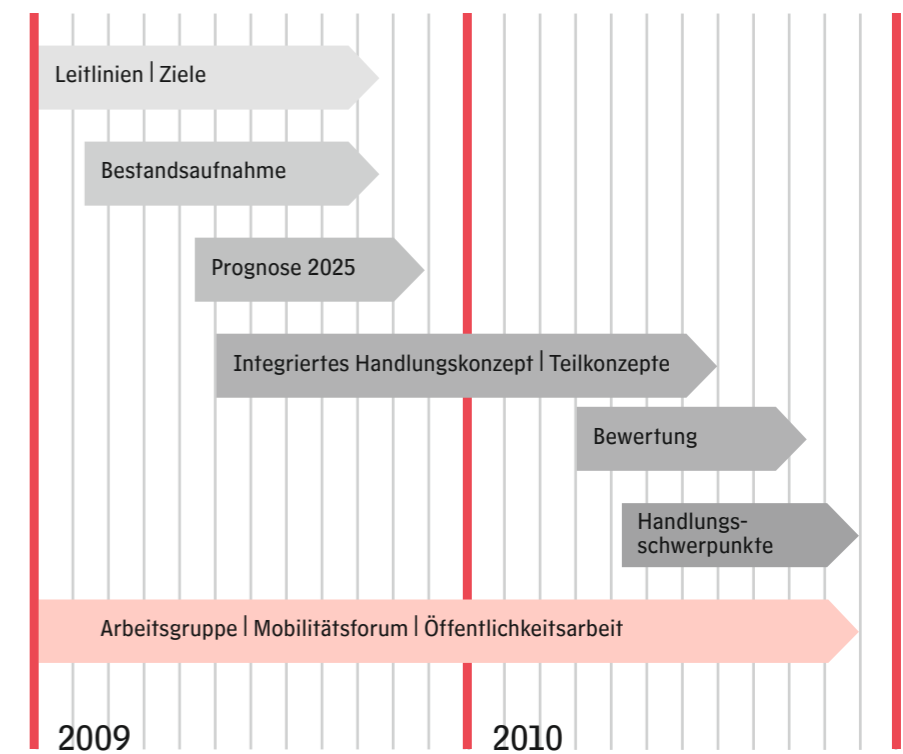 Leitlinien | Ziele
Bestandsaufnahme
Prognose 2025
Integriertes Handlungskonzept | Teilkonzepte
Bewertung
Handlungs-
schwerpunkte
Arbeitsgruppe | Mobilitätsforum | Öffentlichkeitsarbeit
2009
2010